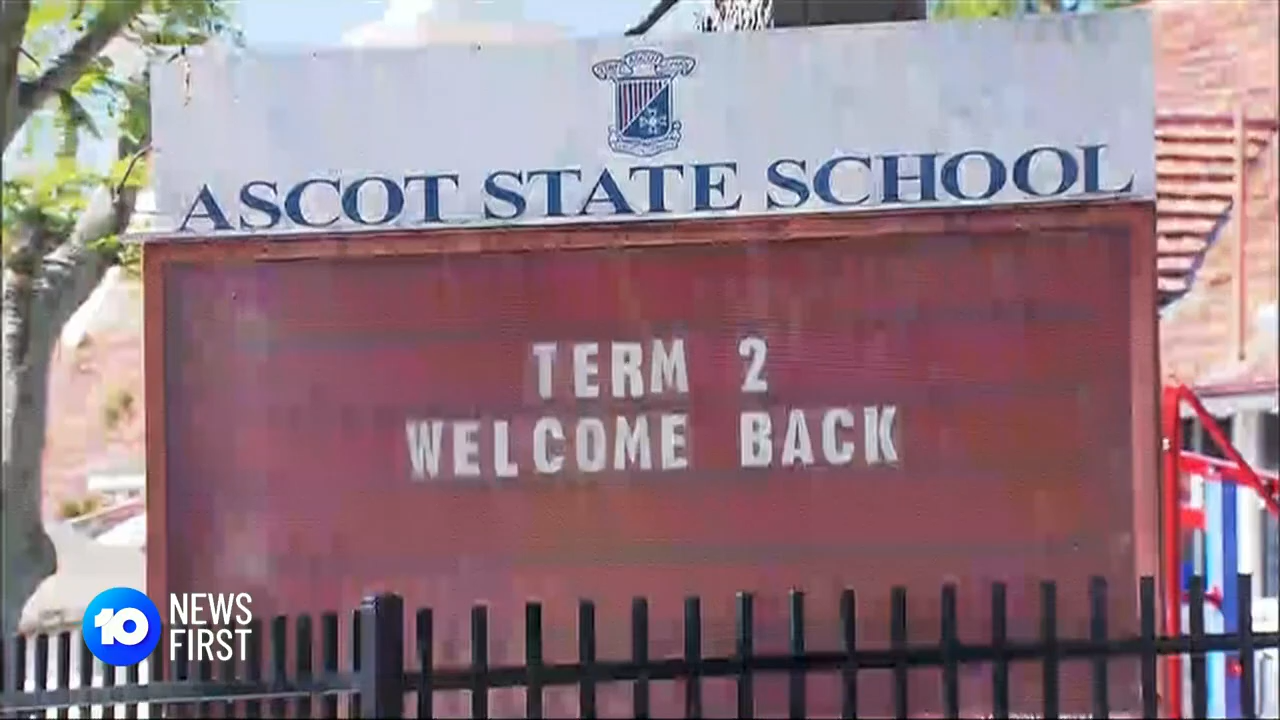 ASCOT STATE SCHOOL
TERM 2
WELCOME BACK
10 NEWS
FIRST